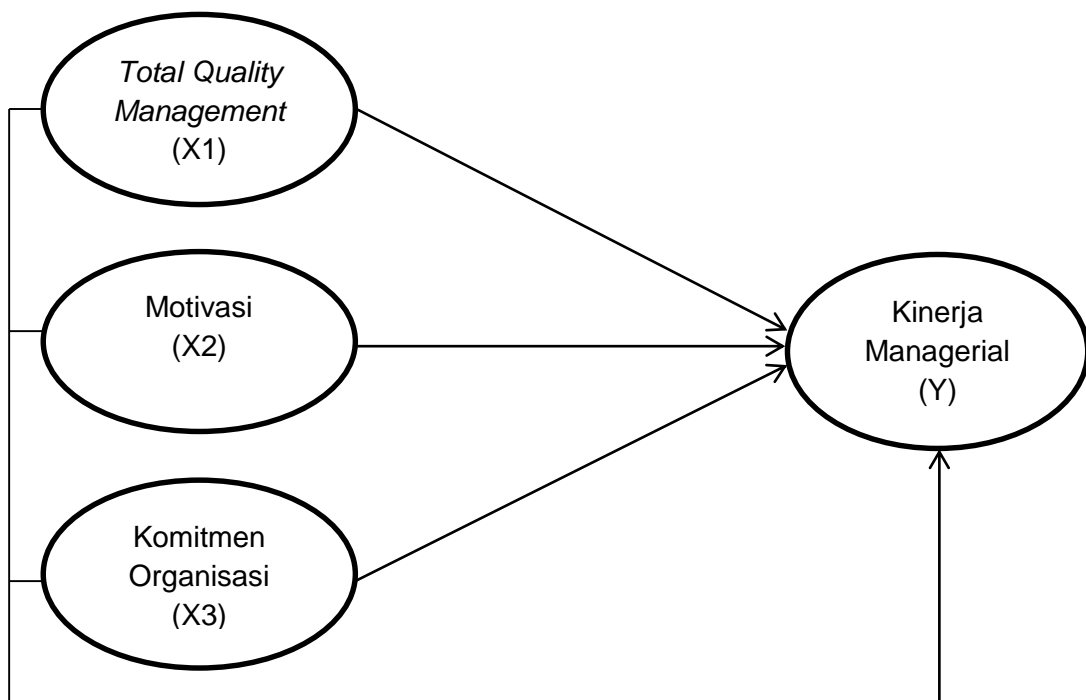 Total Quality
Management
(X1)
Motivasi
(X2)
Komitmen
Organisasi
(X3)
Kinerja
Managerial
(Y)